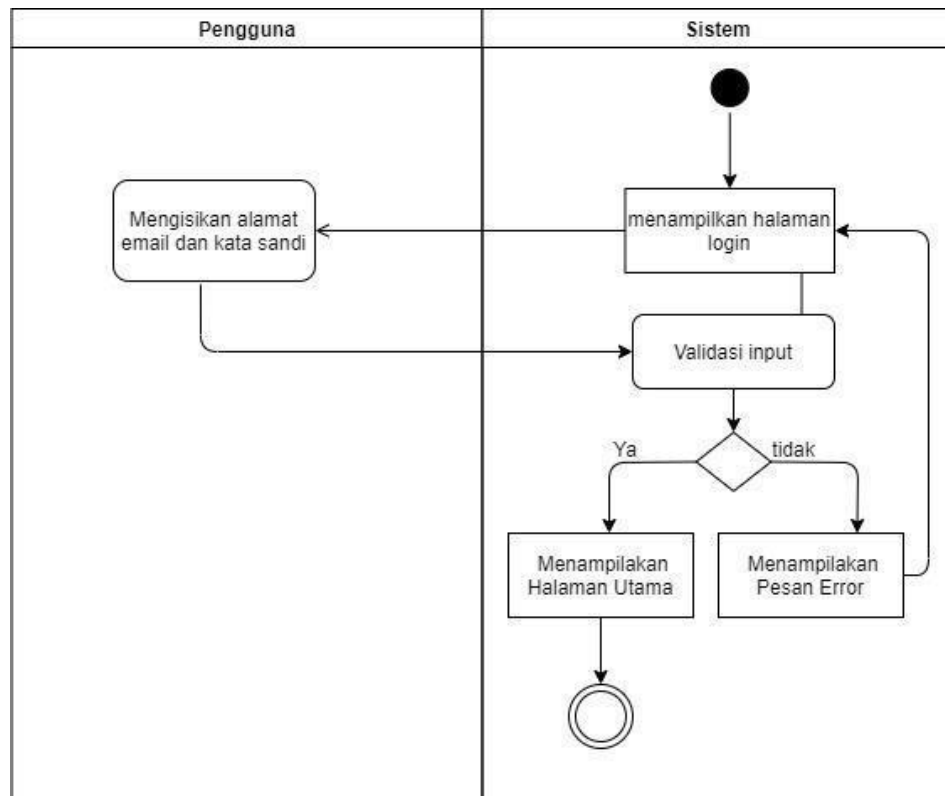 Pengguna
Sistem
menampilkan halaman
login
Mengisikan alamat
email dan kata sandi
Validasi input
Ya
tidak
Menampilakan
Halaman Utama
Menampilakan
Pesan Error